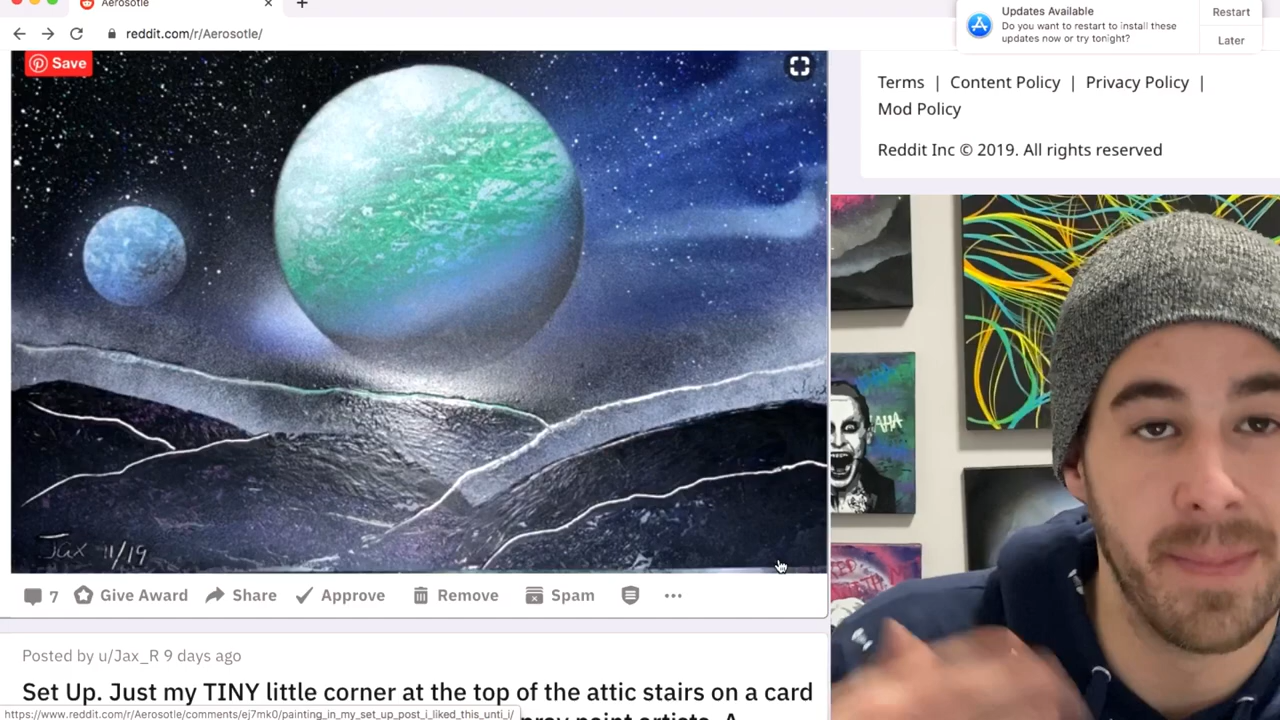 Aerosotle
reddit.com/r/Aerosotle/
Updates Available
Do you want to restart to install these
updates now or try tonight?
Restart
Later
Save
Terms | Content Policy | Privacy Policy |
Mod Policy
Reddit Inc © 2019. All rights reserved
HAHA
Jax 11/19
7 Give Award Share Approve Remove Spam
Posted by u/Jax_R 9 days ago
Set Up. Just my TINY little corner at the top of the attic stairs on a card
https://www.reddit.com/r/Aerosotle/comments/ej7mk0/painting_in_my_set_up_post_i_liked_this_unti_i/